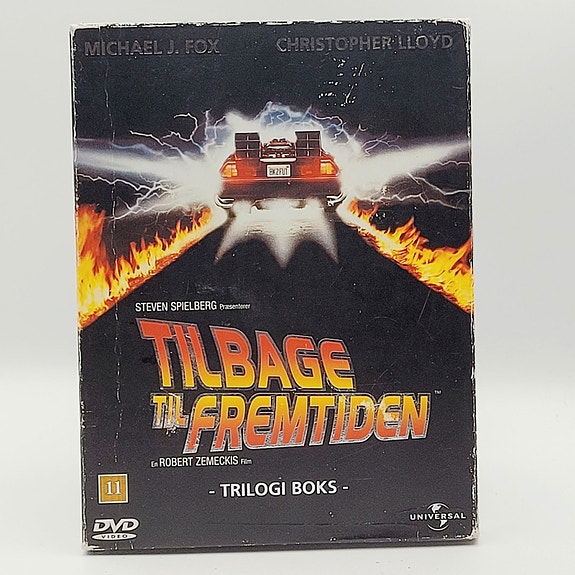 MICHAEL J. FOX CHRISTOPHER LLOYD
BK2FUT
STEVEN SPIELBERG Præsenterer
TILBAGE
TIL FREMTIDEN™
En ROBERT ZEMECKIS Film
- TRILOGI BOKS -
11
DVD
VIDEO
UNIVERSAL